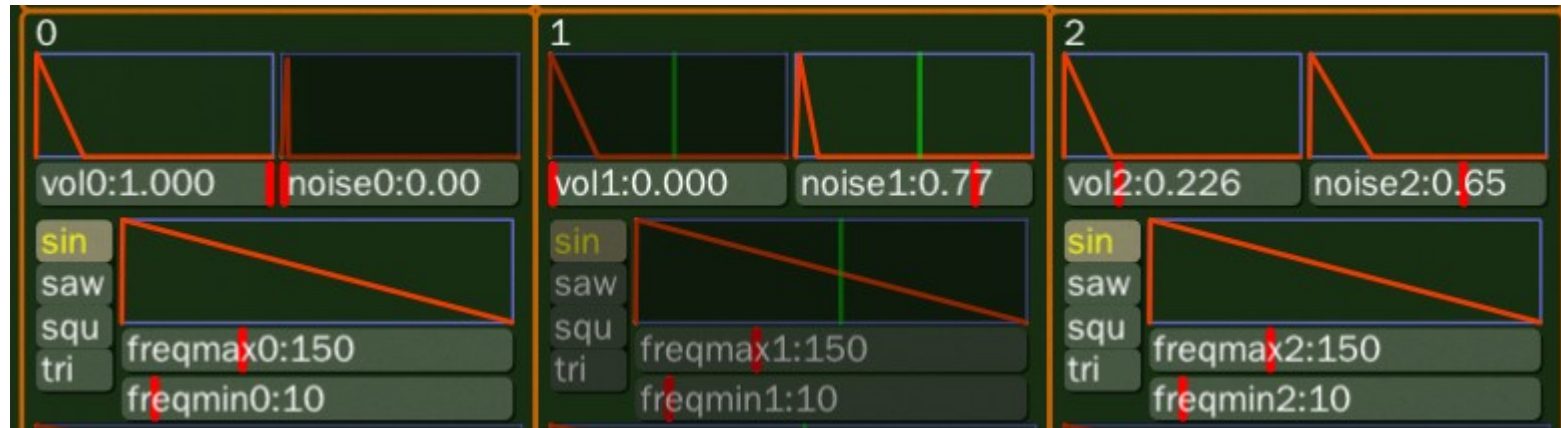 0
vol0:1.000 noise0:0.00
sin
saw
squ
tri
freqmax0:150
freqmin0:10
1
vol1:0.000 noise1:0.77
sin
saw
squ
tri
freqmax1:150
freqmin1:10
2
vol2:0.226 noise2:0.65
sin
saw
squ
tri
freqmax2:150
freqmin2:10